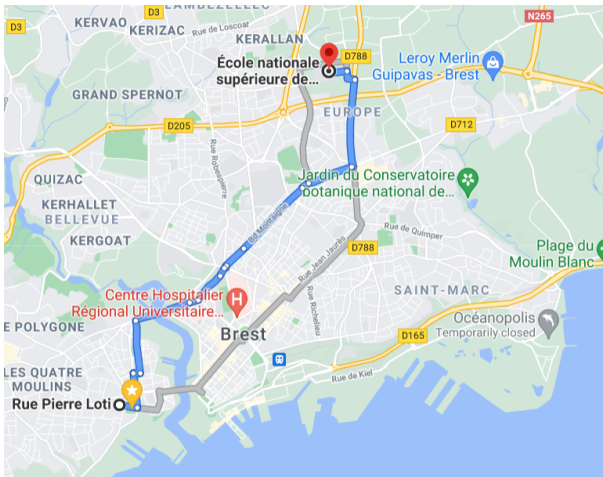 LAMBEZELLEC
D3
KERVAO
N265
D3
KERIZAC
Rue de Loscoar
KERALLAN
École nationale
supérieure de...
D788
Leroy Merlin
Guipavas - Brest
GRAND SPERNOT
EUROPE
D205
D712
Rue Robespierre
QUIZAC
Jardin du Conservatoire
botanique national de...
KERHALLET
BELLEVUE
Bd Montaigne
Rue de Quimper
KERGOAT
D788
Plage du
Moulin Blanc
Rue Jean Jaurès
Centre Hospitalier
Régional Universitaire...
H
Rue Richelieu
SAINT-MARC
E POLYGONE
Brest
Océanopolis
Temporarily closed
D165
LES QUATRE
MOULINS
Rue de Kiel
Rue Pierre Loti